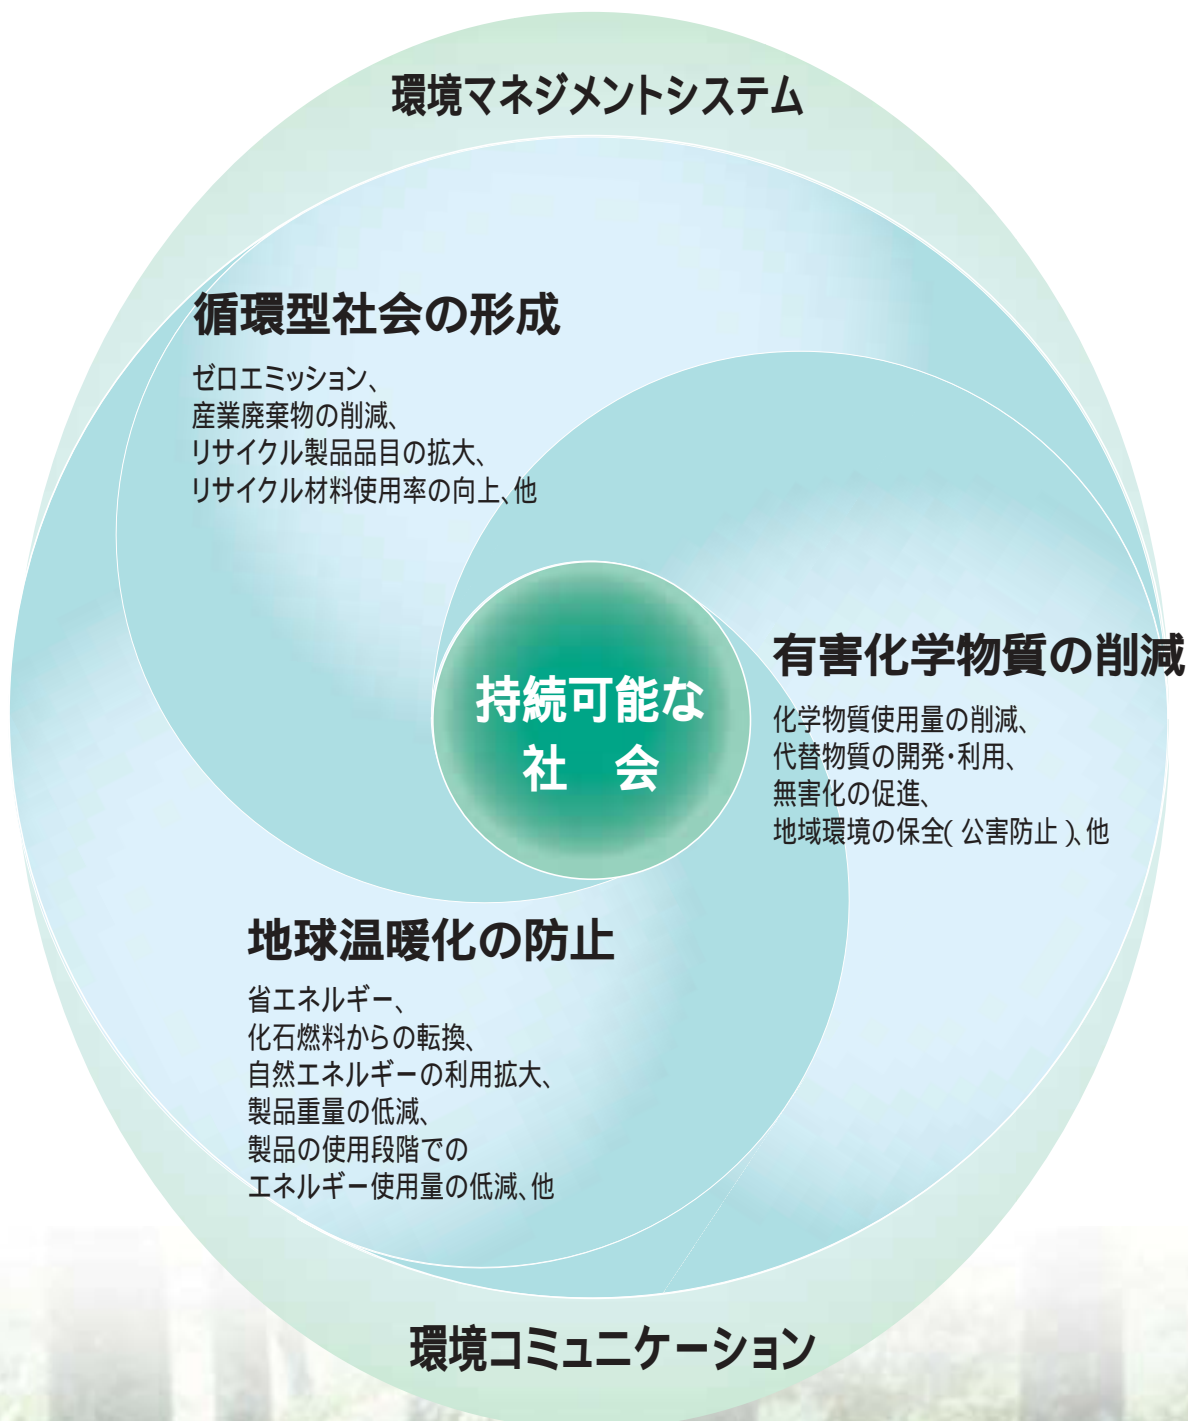 環境マネジメントシステム
循環型社会の形成
ゼロエミッション、
産業廃棄物の削減、
リサイクル製品品目の拡大、
リサイクル材料使用率の向上、他
持続可能な
社　会
有害化学物質の削減
化学物質使用量の削減、
代替物質の開発・利用、
無害化の促進、
地域環境の保全(公害防止)、他
地球温暖化の防止
省エネルギー、
化石燃料からの転換、
自然エネルギーの利用拡大、
製品重量の低減、
製品の使用段階での
エネルギー使用量の低減、他
環境コミュニケーション